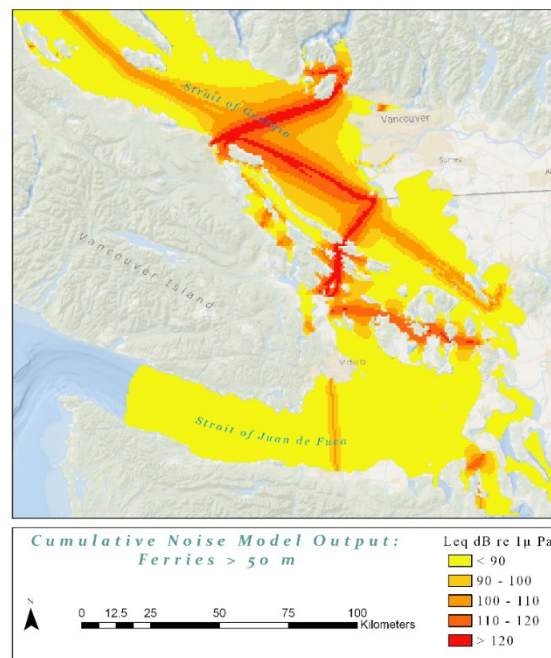 Strait of Georgia
Vancouver
Surrey
Vancouver Island
Victoria
Strait of Juan de Fuca
Cumulative Noise Model Output:
Ferries > 50 m
N
0 12.5 25 50 75 100
Kilometers
Leq dB re 1μ Pa
< 90
90 - 100
100 - 110
110 - 120
> 120